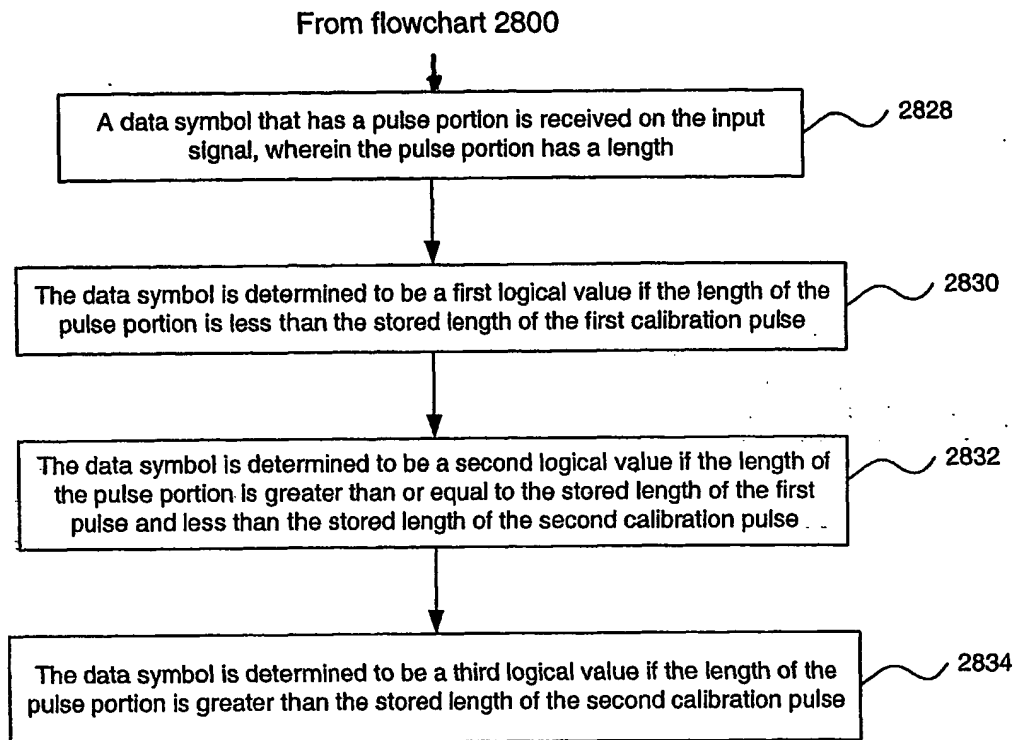 From flowchart 2800
A data symbol that has a pulse portion is received on the input
signal, wherein the pulse portion has a length
2828
The data symbol is determined to be a first logical value if the length of the
pulse portion is less than the stored length of the first calibration pulse
2830
The data symbol is determined to be a second logical value if the length of
the pulse portion is greater than or equal to the stored length of the first
pulse and less than the stored length of the second calibration pulse
2832
The data symbol is determined to be a third logical value if the length of the
pulse portion is greater than the stored length of the second calibration pulse
2834